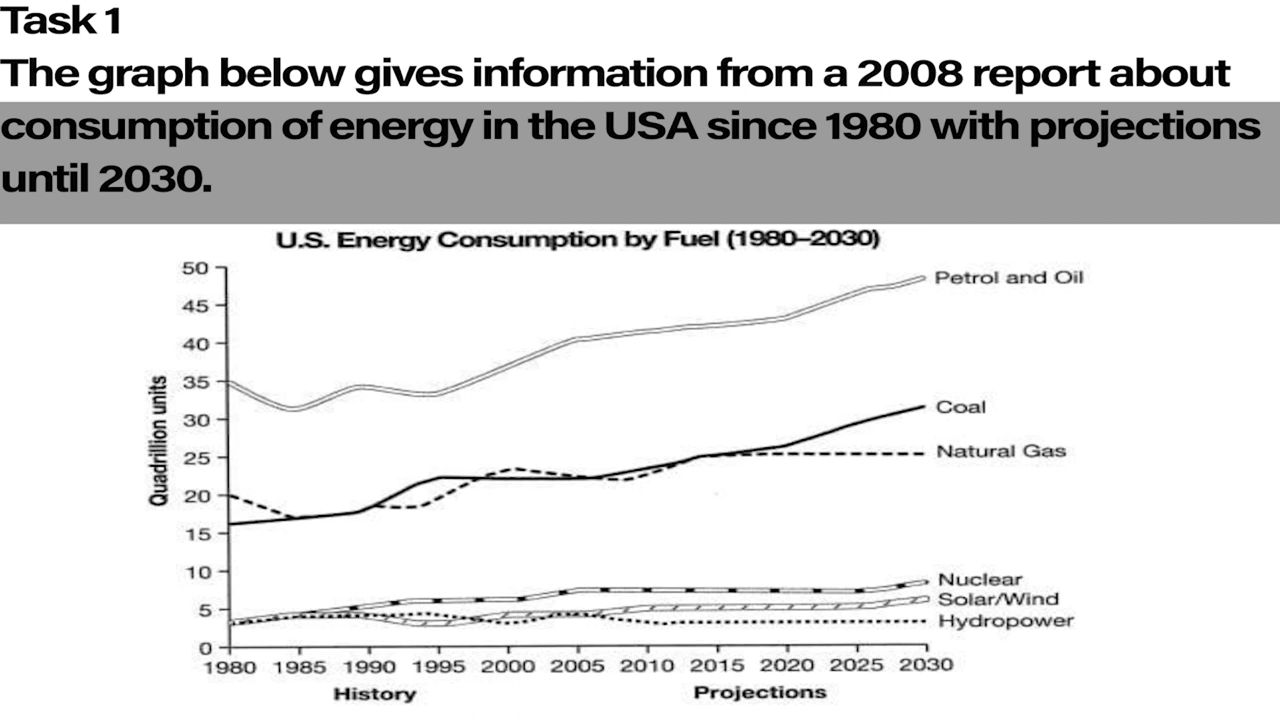 Task 1
The graph below gives information from a 2008 report about
consumption of energy in the USA since 1980 with projections
until 2030.
U.S. Energy Consumption by Fuel (1980–2030)
Quadrillion units
50
45
40
35
30
25
20
15
10
5
0
Petrol and Oil
Coal
Natural Gas
Nuclear
Solar/Wind
Hydropower
1980 1985 1990 1995 2000 2005 2010 2015 2020 2025 2030
History Projections